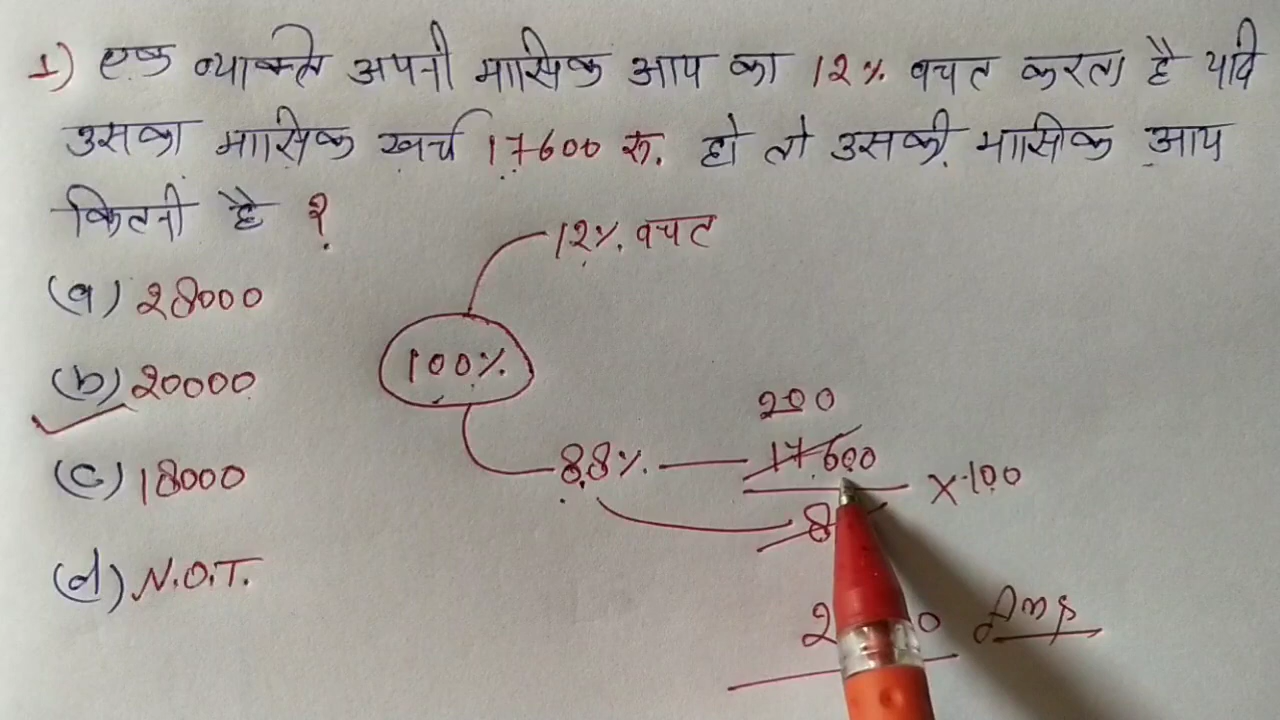 1) एक व्यक्ति अपनी मासिक आय का 12% बचत करता है यदि
उसका मासिक खर्च 17600 रु. हो तो उसकी मासिक आय
कितनी है ?
12% बचत
(a) 28000
100%
(b) 20000
200
88% — 17600 × 100
(c) 18000
(d) N.O.T.
Ans